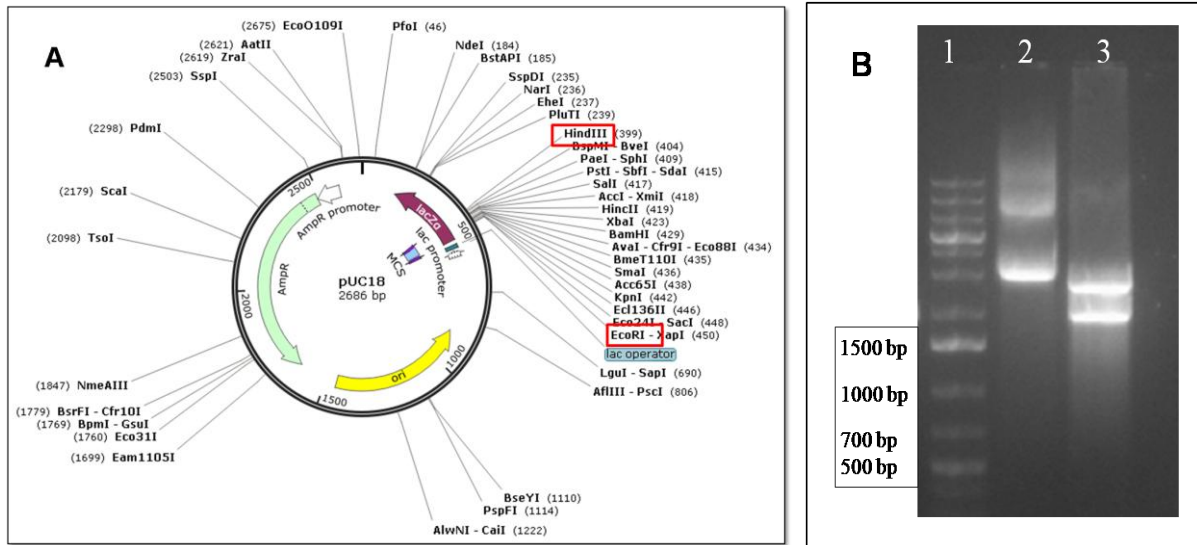 A
(2675) EcoO109I
PfoI (46)
(2621) AatII
(2619) ZraI
(2503) SspI
NdeI (184)
BstAPI (185)
SspDI (235)
NarI (236)
EheI (237)
PluTI (239)
HindIII (399)
BspMI - BveI (404)
PaeI - SphI (409)
PstI - SbfI - SdaI (415)
SalI (417)
AccI - XmiI (418)
HincII (419)
XbaI (423)
BamHI (429)
AvaI - Cfr9I - Eco88I (434)
BmeT110I (435)
SmaI (436)
Acc65I (438)
KpnI (442)
Ecl136II (446)
Eco24I - SacI (448)
EcoRI - XapI (450)
lac operator
LguI - SapI (690)
AflIII - PscI (806)
(2298) PdmI
(2179) ScaI
(2098) TsoI
(1847) NmeAIII
(1779) BsrFI - Cfr10I
(1769) BpmI - GsuI
(1760) Eco31I
(1699) Eam1105I
BseYI (1110)
PspFI (1114)
AlwNI - CaiI (1222)
2500
AmpR promoter
lacZα
500
lac promoter
MCS
AmpR
pUC18
2686 bp
2000
ori
1000
1500
B
1 2 3
1500 bp
1000 bp
700 bp
500 bp